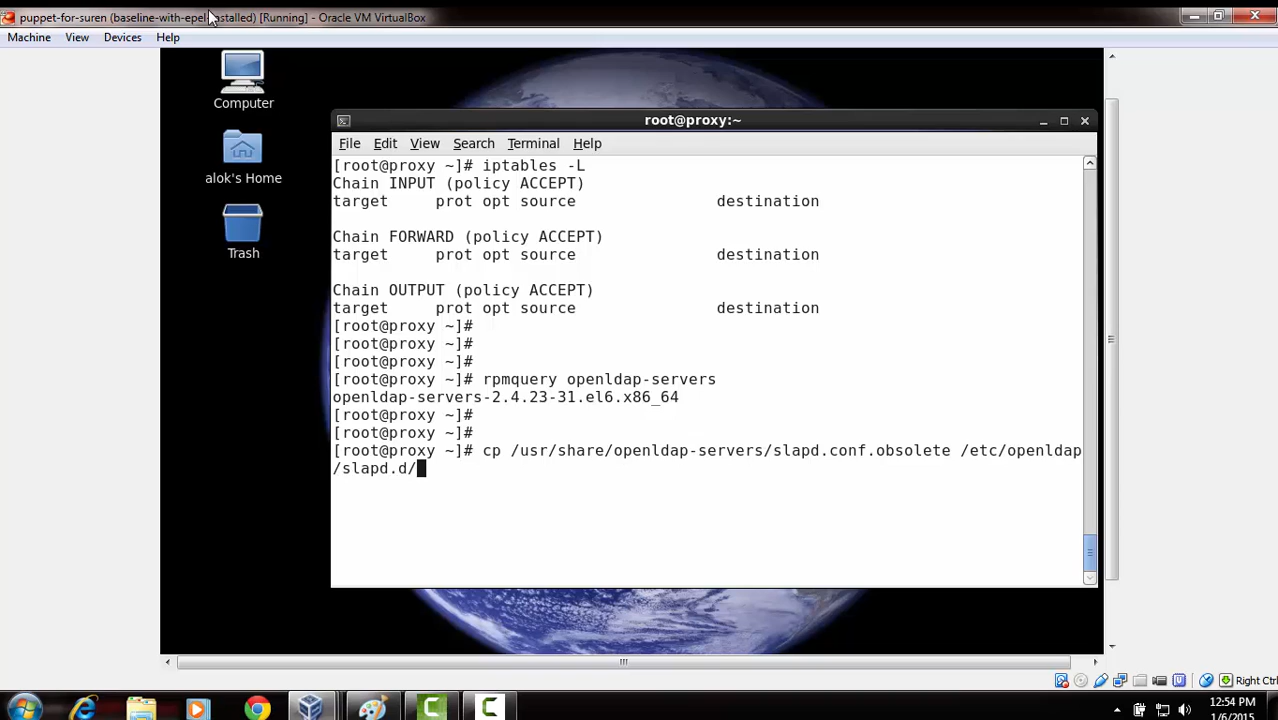 puppet-for-suren (baseline-with-epel-installed) [Running] - Oracle VM VirtualBox
Machine View Devices Help
Computer
alok's Home
Trash
root@proxy:~
File Edit View Search Terminal Help
[root@proxy ~]# iptables -L
Chain INPUT (policy ACCEPT)
target     prot opt source               destination
Chain FORWARD (policy ACCEPT)
target     prot opt source               destination
Chain OUTPUT (policy ACCEPT)
target     prot opt source               destination
[root@proxy ~]#
[root@proxy ~]#
[root@proxy ~]#
[root@proxy ~]# rpmquery openldap-servers
openldap-servers-2.4.23-31.el6.x86_64
[root@proxy ~]#
[root@proxy ~]#
[root@proxy ~]# cp /usr/share/openldap-servers/slapd.conf.obsolete /etc/openldap
/slapd.d/
Right Ctrl
12:54 PM
1/6/2015